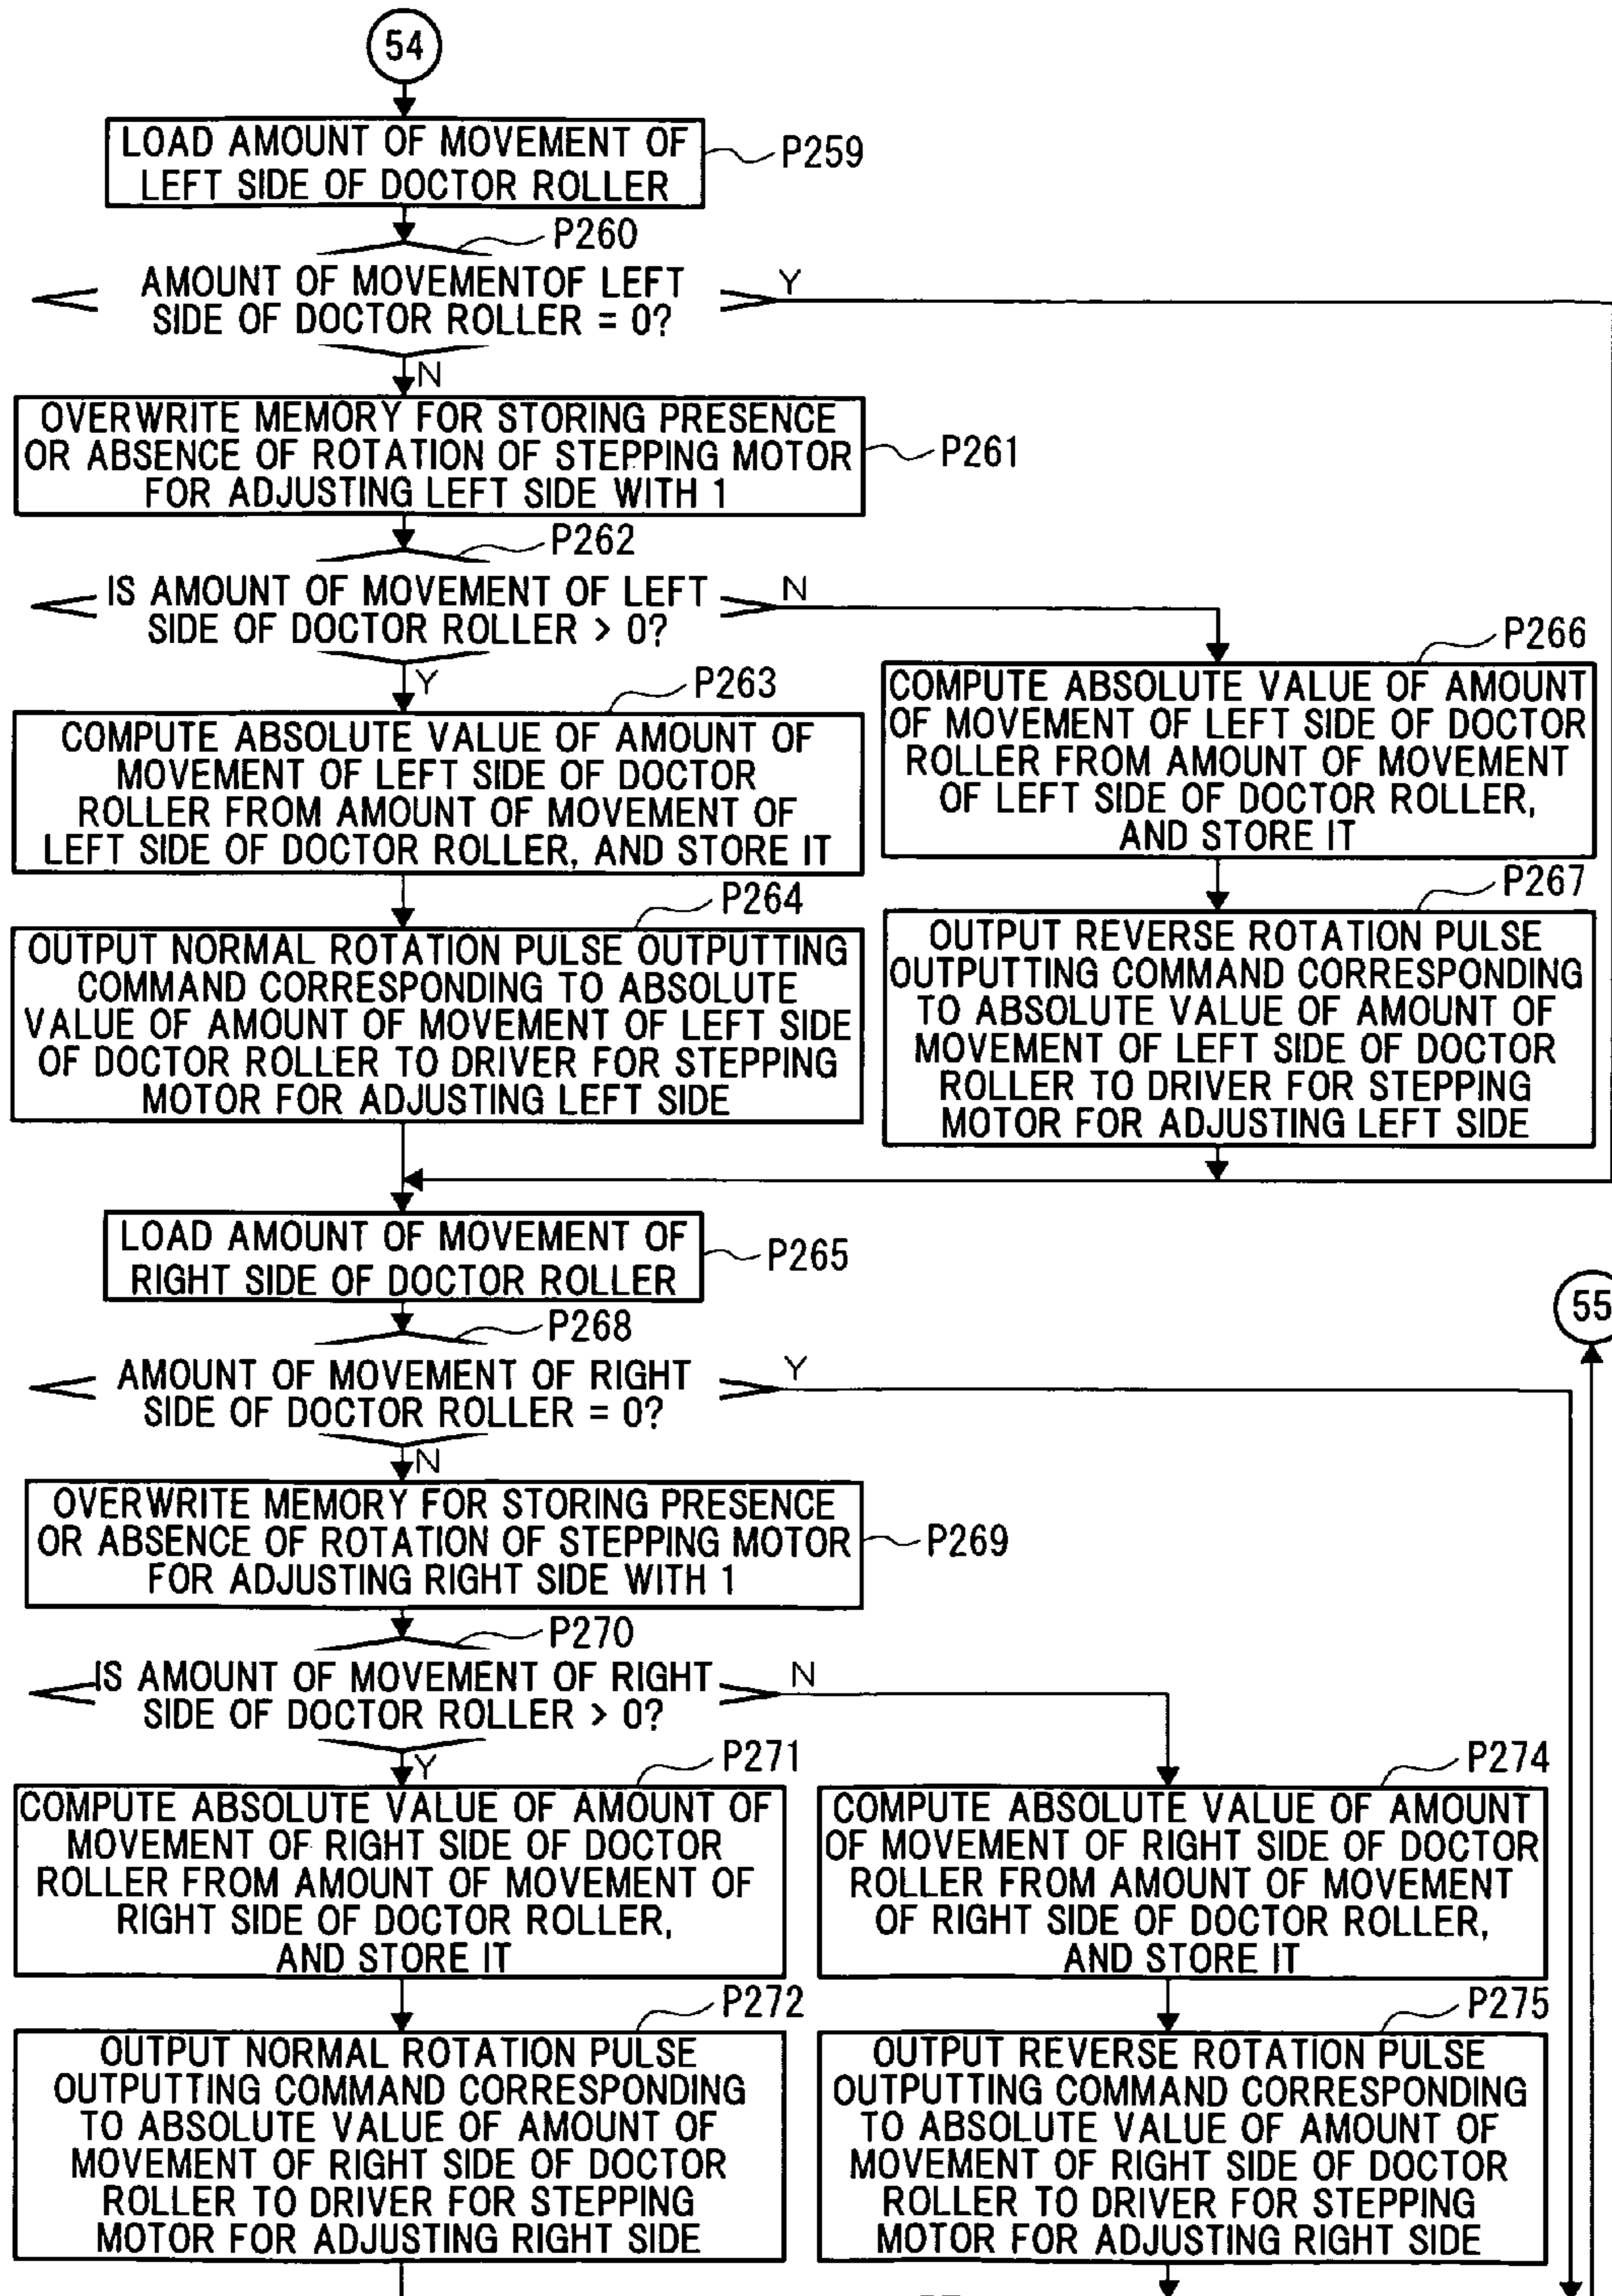 54
LOAD AMOUNT OF MOVEMENT OF
LEFT SIDE OF DOCTOR ROLLER
P259
P260
AMOUNT OF MOVEMENTOF LEFT
SIDE OF DOCTOR ROLLER = 0?
Y
N
OVERWRITE MEMORY FOR STORING PRESENCE
OR ABSENCE OF ROTATION OF STEPPING MOTOR
FOR ADJUSTING LEFT SIDE WITH 1
P261
P262
IS AMOUNT OF MOVEMENT OF LEFT
SIDE OF DOCTOR ROLLER > 0?
N
Y
P263
COMPUTE ABSOLUTE VALUE OF AMOUNT OF
MOVEMENT OF LEFT SIDE OF DOCTOR
ROLLER FROM AMOUNT OF MOVEMENT OF
LEFT SIDE OF DOCTOR ROLLER, AND STORE IT
P266
COMPUTE ABSOLUTE VALUE OF AMOUNT
OF MOVEMENT OF LEFT SIDE OF DOCTOR
ROLLER FROM AMOUNT OF MOVEMENT
OF LEFT SIDE OF DOCTOR ROLLER,
AND STORE IT
P264
OUTPUT NORMAL ROTATION PULSE OUTPUTTING
COMMAND CORRESPONDING TO ABSOLUTE
VALUE OF AMOUNT OF MOVEMENT OF LEFT SIDE
OF DOCTOR ROLLER TO DRIVER FOR STEPPING
MOTOR FOR ADJUSTING LEFT SIDE
P267
OUTPUT REVERSE ROTATION PULSE
OUTPUTTING COMMAND CORRESPONDING
TO ABSOLUTE VALUE OF AMOUNT OF
MOVEMENT OF LEFT SIDE OF DOCTOR
ROLLER TO DRIVER FOR STEPPING
MOTOR FOR ADJUSTING LEFT SIDE
LOAD AMOUNT OF MOVEMENT OF
RIGHT SIDE OF DOCTOR ROLLER
P265
55
P268
AMOUNT OF MOVEMENT OF RIGHT
SIDE OF DOCTOR ROLLER = 0?
Y
N
OVERWRITE MEMORY FOR STORING PRESENCE
OR ABSENCE OF ROTATION OF STEPPING MOTOR
FOR ADJUSTING RIGHT SIDE WITH 1
P269
P270
IS AMOUNT OF MOVEMENT OF RIGHT
SIDE OF DOCTOR ROLLER > 0?
N
Y
P271
COMPUTE ABSOLUTE VALUE OF AMOUNT OF
MOVEMENT OF RIGHT SIDE OF DOCTOR
ROLLER FROM AMOUNT OF MOVEMENT OF
RIGHT SIDE OF DOCTOR ROLLER,
AND STORE IT
P274
COMPUTE ABSOLUTE VALUE OF AMOUNT
OF MOVEMENT OF RIGHT SIDE OF DOCTOR
ROLLER FROM AMOUNT OF MOVEMENT
OF RIGHT SIDE OF DOCTOR ROLLER,
AND STORE IT
P272
OUTPUT NORMAL ROTATION PULSE
OUTPUTTING COMMAND CORRESPONDING
TO ABSOLUTE VALUE OF AMOUNT OF
MOVEMENT OF RIGHT SIDE OF DOCTOR
ROLLER TO DRIVER FOR STEPPING
MOTOR FOR ADJUSTING RIGHT SIDE
P275
OUTPUT REVERSE ROTATION PULSE
OUTPUTTING COMMAND CORRESPONDING
TO ABSOLUTE VALUE OF AMOUNT OF
MOVEMENT OF RIGHT SIDE OF DOCTOR
ROLLER TO DRIVER FOR STEPPING
MOTOR FOR ADJUSTING RIGHT SIDE